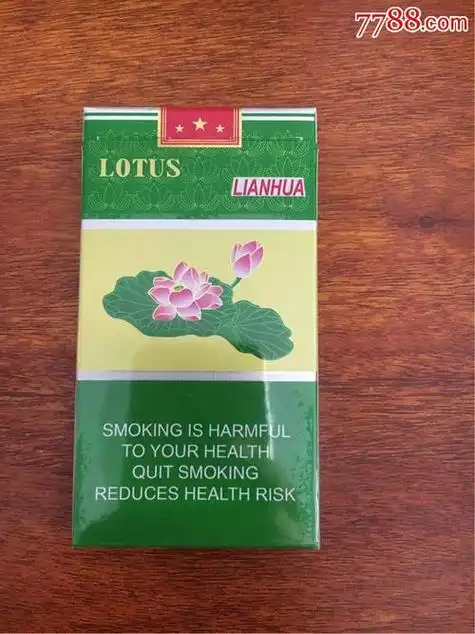 7788.com
LOTUS
LIANHUA
SMOKING IS HARMFUL
TO YOUR HEALTH
QUIT SMOKING
REDUCES HEALTH RISK